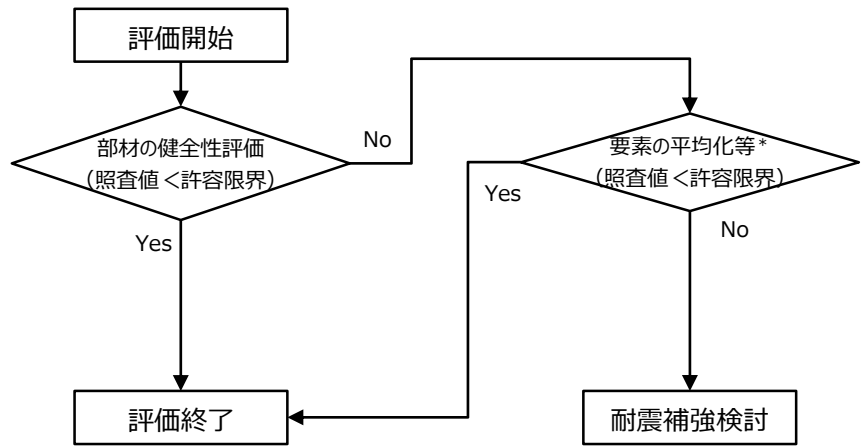 評価開始
部材の健全性評価
（照査値＜許容限界）
No
Yes
要素の平均化等*
（照査値＜許容限界）
Yes
No
評価終了
耐震補強検討